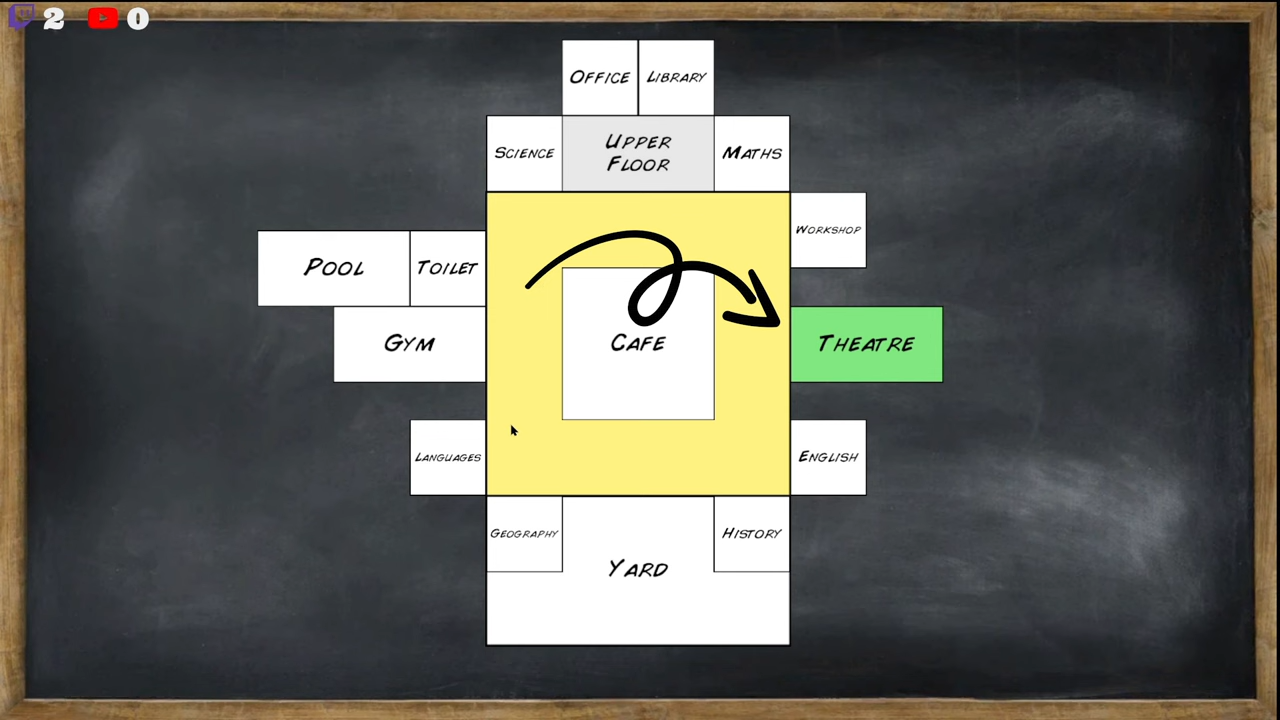 2 0
OFFICE LIBRARY
SCIENCE UPPER FLOOR MATHS
WORKSHOP
POOL TOILET
GYM CAFE THEATRE
LANGUAGES ENGLISH
GEOGRAPHY HISTORY
YARD